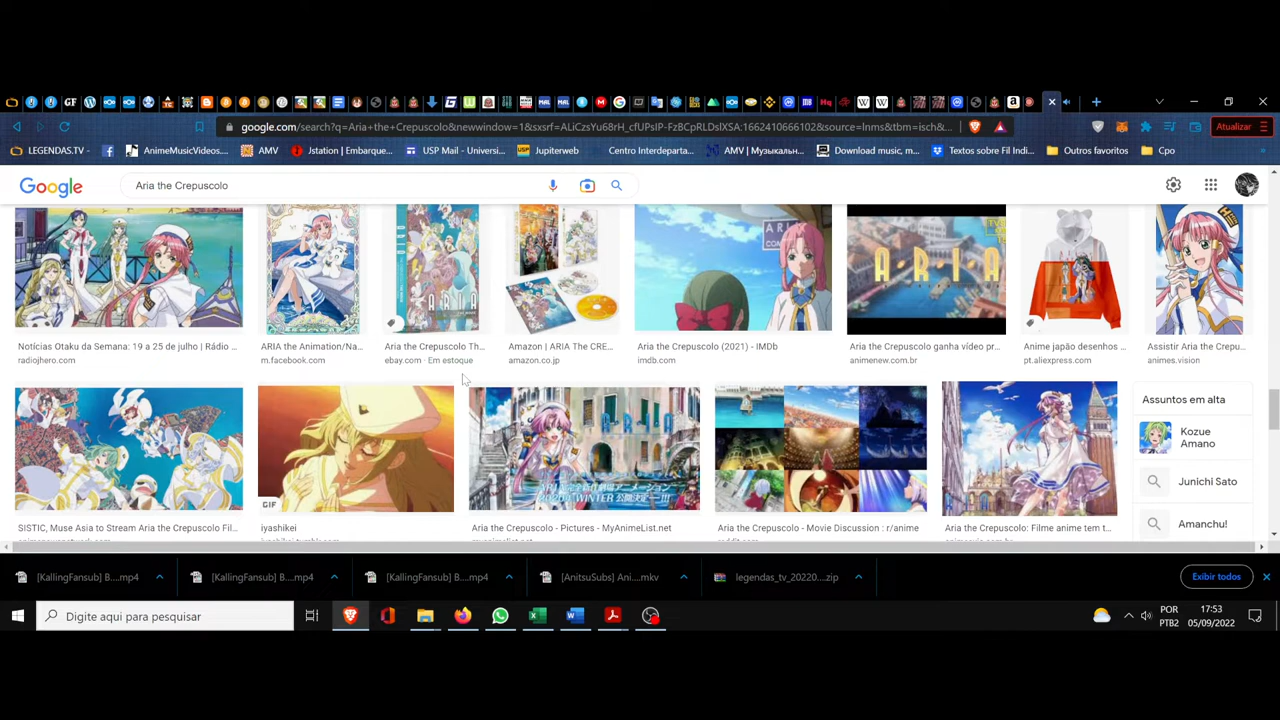 google.com/search?q=Aria+the+Crepuscolo&newwindow=1&sxsrf=ALiCzsYu68rH_cfUPsIP-FzBCpRLDsIXSA:1662410666102&source=lnms&tbm=isch&...
Atualizar
LEGENDAS.TV
AnimeMusicVideos...
AMV
Jstation | Embarque...
USP Mail - Universi...
Jupiterweb
Centro Interdeparta...
AMV | Музыкальн...
Download music, m...
Textos sobre Fil Indi...
Outros favoritos
Cpo
Google
Aria the Crepuscolo
ARIA
ARIA
A·R·I·A
Notícias Otaku da Semana: 19 a 25 de julho | Rádio ...
radiojhero.com
ARIA the Animation/Na...
m.facebook.com
Aria the Crepuscolo Th...
ebay.com · Em estoque
Amazon | ARIA The CRE...
amazon.co.jp
Aria the Crepuscolo (2021) - IMDb
imdb.com
Aria the Crepuscolo ganha vídeo pr...
animenew.com.br
Anime japão desenhos ...
pt.aliexpress.com
Assistir Aria the Crepu...
animes.vision
GIF
Assuntos em alta
Kozue
Amano
Junichi Sato
Amanchu!
SISTIC, Muse Asia to Stream Aria the Crepuscolo Fil...
iyashikei
Aria the Crepuscolo - Pictures - MyAnimeList.net
Aria the Crepuscolo - Movie Discussion : r/anime
Aria the Crepuscolo: Filme anime tem t...
[KallingFansub] B....mp4
[KallingFansub] B....mp4
[KallingFansub] B....mp4
[AnitsuSubs] Ani....mkv
legendas_tv_20220...zip
Exibir todos
Digite aqui para pesquisar
POR
PTB2
17:53
05/09/2022